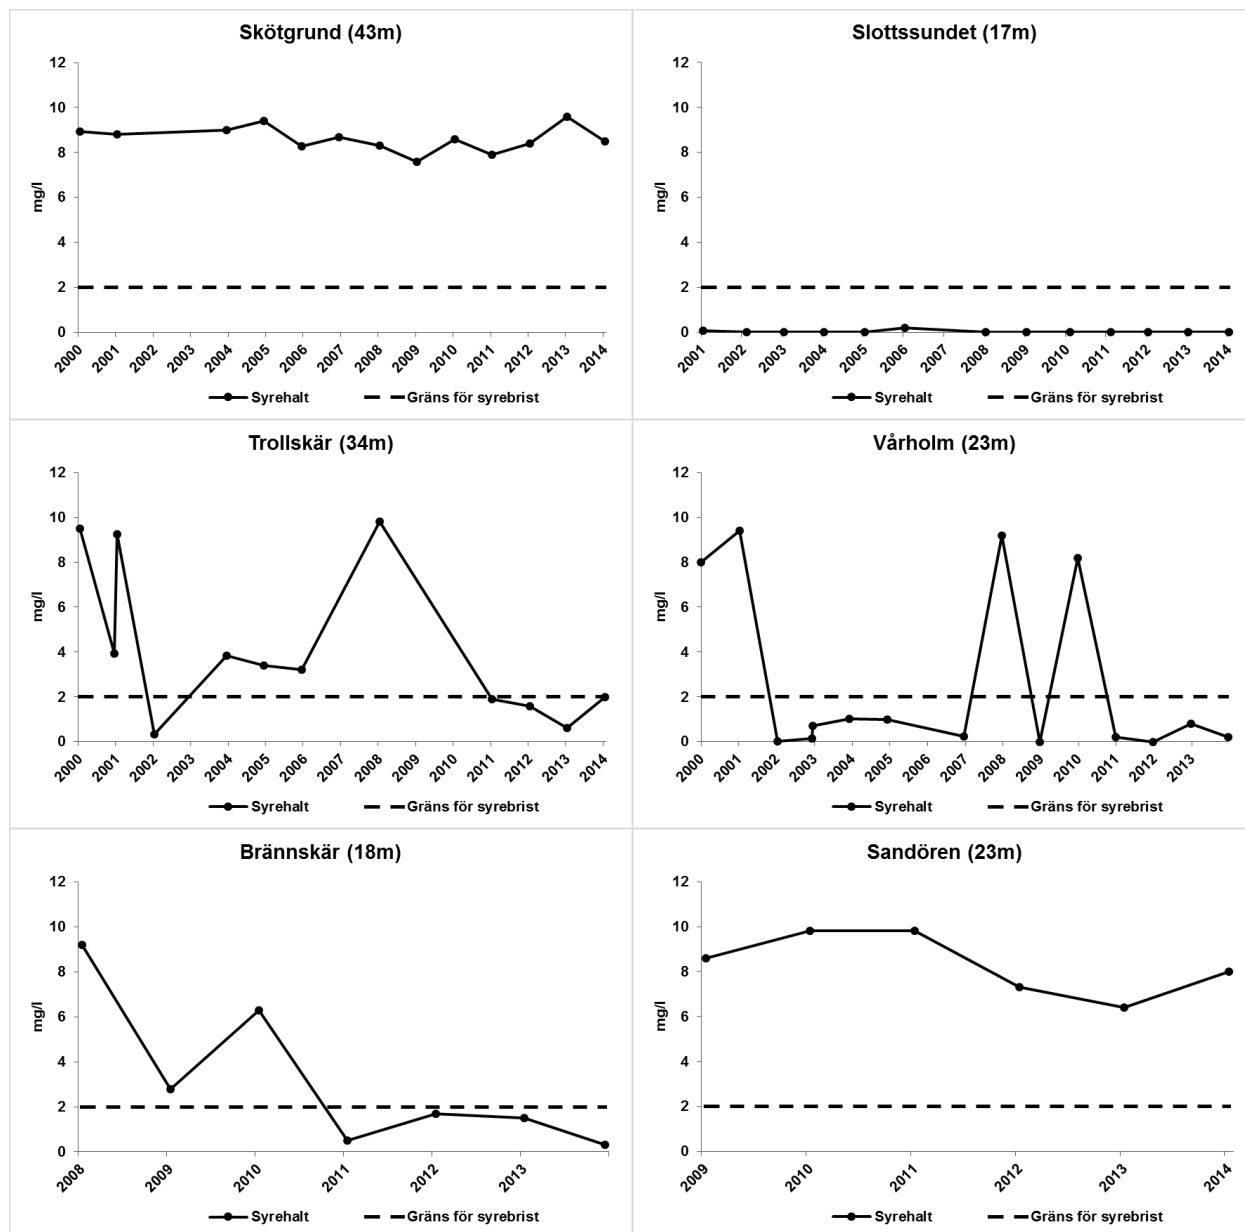 Skötgrund (43m)
12
10
8
6
4
2
0
mg/l
2000 2001 2002 2003 2004 2005 2006 2007 2008 2009 2010 2011 2012 2013 2014
Syrehalt Gräns för syrebrist
Slottssundet (17m)
12
10
8
6
4
2
0
mg/l
2001 2002 2003 2004 2005 2006 2007 2008 2009 2010 2011 2012 2013 2014
Syrehalt Gräns för syrebrist
Trollskär (34m)
12
10
8
6
4
2
0
mg/l
2000 2001 2002 2003 2004 2005 2006 2007 2008 2009 2010 2011 2012 2013 2014
Syrehalt Gräns för syrebrist
Vårholm (23m)
12
10
8
6
4
2
0
mg/l
2000 2001 2002 2003 2004 2005 2006 2007 2008 2009 2010 2011 2012 2013
Syrehalt Gräns för syrebrist
Brännskär (18m)
12
10
8
6
4
2
0
mg/l
2008 2009 2010 2011 2012 2013
Syrehalt Gräns för syrebrist
Sandören (23m)
12
10
8
6
4
2
0
mg/l
2009 2010 2011 2012 2013 2014
Syrehalt Gräns för syrebrist